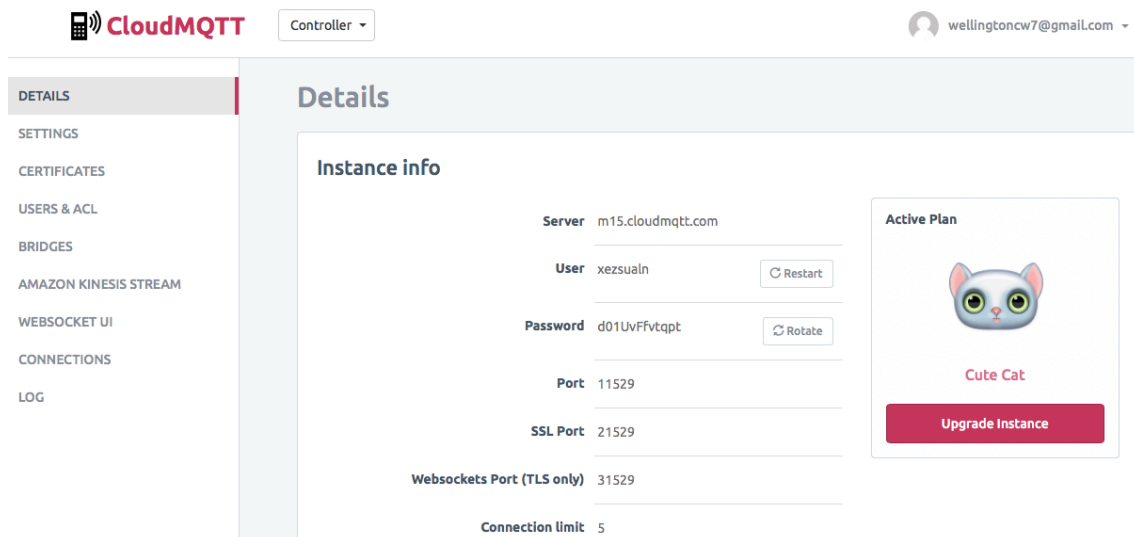 CloudMQTT
Controller
wellingtoncw7@gmail.com
DETAILS
SETTINGS
CERTIFICATES
USERS & ACL
BRIDGES
AMAZON KINESIS STREAM
WEBSOCKET UI
CONNECTIONS
LOG
Details
Instance info
Server m15.cloudmqtt.com
User xezsualn
Restart
Password d01UvFfvtqpt
Rotate
Port 11529
SSL Port 21529
Websockets Port (TLS only) 31529
Connection limit 5
Active Plan
Cute Cat
Upgrade Instance